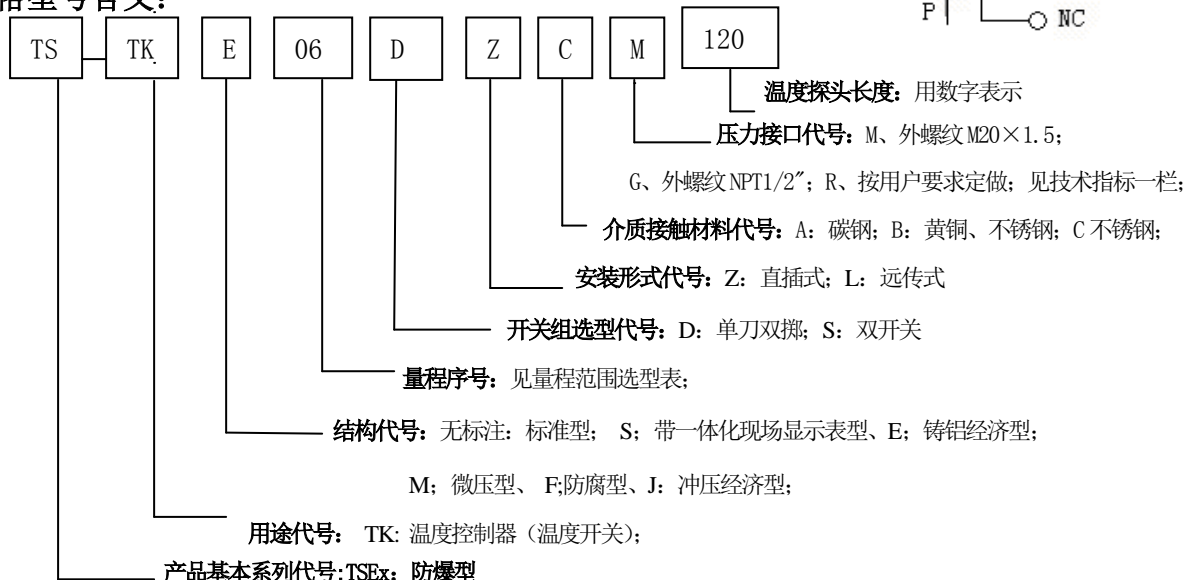 品型号含义:
P
NC
TS TK E 06 D Z C M 120
温度探头长度: 用数字表示
压力接口代号: M、外螺纹M20×1.5;
G、外螺纹NPT1/2″; R、按用户要求定做; 见技术指标一栏;
介质接触材料代号: A: 碳钢; B: 黄铜、不锈钢; C不锈钢;
安装形式代号: Z: 直插式; L: 远传式
开关组选型代号: D: 单刀双掷; S: 双开关
量程序号: 见量程范围选型表;
结构代号: 无标注: 标准型; S; 带一体化现场显示表型、E; 铸铝经济型;
M; 微压型、 F;防腐型、J: 冲压经济型;
用途代号: TK: 温度控制器（温度开关）;
产品基本系列代号:TSEx: 防爆型